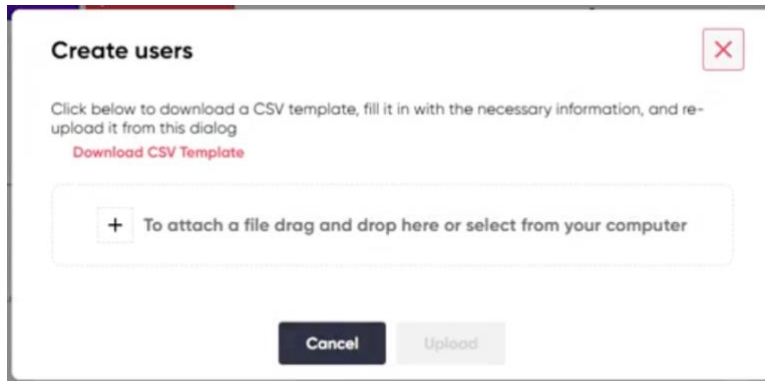 Create users
Click below to download a CSV template, fill it in with the necessary information, and re-
upload it from this dialog
Download CSV Template
+ To attach a file drag and drop here or select from your computer
Cancel Upload